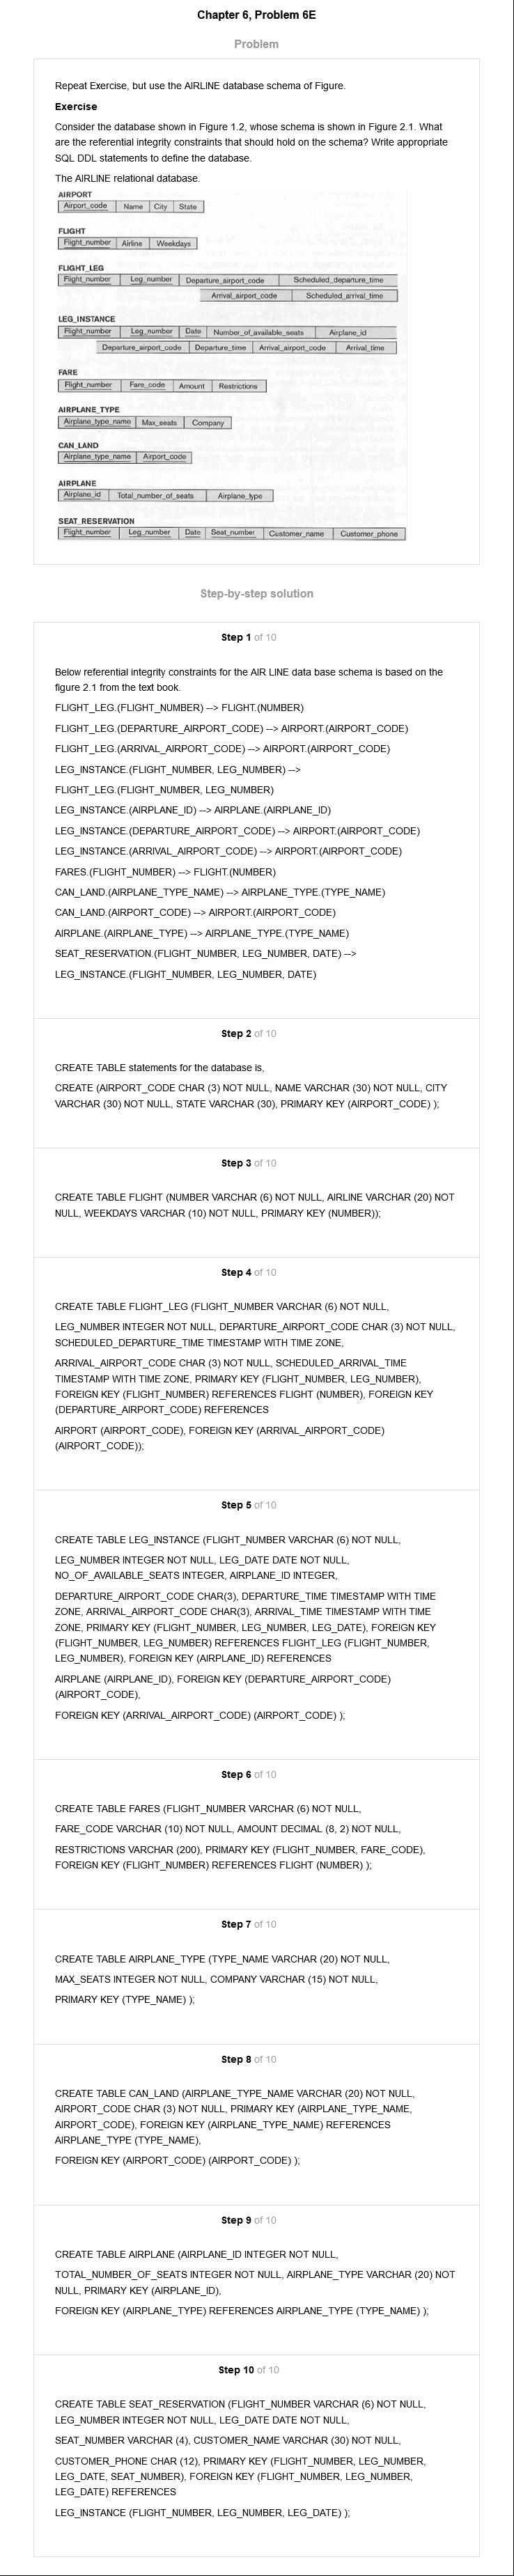 Chapter 6, Problem 6E
Problem
Repeat Exercise, but use the AIRLINE database schema of Figure.
Exercise
Consider the database shown in Figure 1.2, whose schema is shown in Figure 2.1. What
are the referential integrity constraints that should hold on the schema? Write appropriate
SQL DDL statements to define the database.
The AIRLINE relational database.
AIRPORT
Airport_code Name City State
FLIGHT
Flight_number Airline Weekdays
FLIGHT_LEG
Flight_number Leg_number Departure_airport_code Scheduled_departure_time
Arrival_airport_code Scheduled_arrival_time
LEG_INSTANCE
Flight_number Leg_number Date Number_of_available_seats Airplane_id
Departure_airport_code Departure_time Arrival_airport_code Arrival_time
FARE
Flight_number Fare_code Amount Restrictions
AIRPLANE_TYPE
Airplane_type_name Max_seats Company
CAN_LAND
Airplane_type_name Airport_code
AIRPLANE
Airplane_id Total_number_of_seats Airplane_type
SEAT_RESERVATION
Flight_number Leg_number Date Seat_number Customer_name Customer_phone
Step-by-step solution
Step 1 of 10
Below referential integrity constraints for the AIR LINE data base schema is based on the
figure 2.1 from the text book.
FLIGHT_LEG.(FLIGHT_NUMBER) --> FLIGHT.(NUMBER)
FLIGHT_LEG.(DEPARTURE_AIRPORT_CODE) --> AIRPORT.(AIRPORT_CODE)
FLIGHT_LEG.(ARRIVAL_AIRPORT_CODE) --> AIRPORT.(AIRPORT_CODE)
LEG_INSTANCE.(FLIGHT_NUMBER, LEG_NUMBER) -->
FLIGHT_LEG.(FLIGHT_NUMBER, LEG_NUMBER)
LEG_INSTANCE.(AIRPLANE_ID) --> AIRPLANE.(AIRPLANE_ID)
LEG_INSTANCE.(DEPARTURE_AIRPORT_CODE) --> AIRPORT.(AIRPORT_CODE)
LEG_INSTANCE.(ARRIVAL_AIRPORT_CODE) --> AIRPORT.(AIRPORT_CODE)
FARES.(FLIGHT_NUMBER) --> FLIGHT.(NUMBER)
CAN_LAND.(AIRPLANE_TYPE_NAME) --> AIRPLANE_TYPE.(TYPE_NAME)
CAN_LAND.(AIRPORT_CODE) --> AIRPORT.(AIRPORT_CODE)
AIRPLANE.(AIRPLANE_TYPE) --> AIRPLANE_TYPE.(TYPE_NAME)
SEAT_RESERVATION.(FLIGHT_NUMBER, LEG_NUMBER, DATE) -->
LEG_INSTANCE.(FLIGHT_NUMBER, LEG_NUMBER, DATE)
Step 2 of 10
CREATE TABLE statements for the database is,
CREATE (AIRPORT_CODE CHAR (3) NOT NULL, NAME VARCHAR (30) NOT NULL, CITY
VARCHAR (30) NOT NULL, STATE VARCHAR (30), PRIMARY KEY (AIRPORT_CODE) );
Step 3 of 10
CREATE TABLE FLIGHT (NUMBER VARCHAR (6) NOT NULL, AIRLINE VARCHAR (20) NOT
NULL, WEEKDAYS VARCHAR (10) NOT NULL, PRIMARY KEY (NUMBER));
Step 4 of 10
CREATE TABLE FLIGHT_LEG (FLIGHT_NUMBER VARCHAR (6) NOT NULL,
LEG_NUMBER INTEGER NOT NULL, DEPARTURE_AIRPORT_CODE CHAR (3) NOT NULL,
SCHEDULED_DEPARTURE_TIME TIMESTAMP WITH TIME ZONE,
ARRIVAL_AIRPORT_CODE CHAR (3) NOT NULL, SCHEDULED_ARRIVAL_TIME
TIMESTAMP WITH TIME ZONE, PRIMARY KEY (FLIGHT_NUMBER, LEG_NUMBER),
FOREIGN KEY (FLIGHT_NUMBER) REFERENCES FLIGHT (NUMBER), FOREIGN KEY
(DEPARTURE_AIRPORT_CODE) REFERENCES
AIRPORT (AIRPORT_CODE), FOREIGN KEY (ARRIVAL_AIRPORT_CODE)
(AIRPORT_CODE));
Step 5 of 10
CREATE TABLE LEG_INSTANCE (FLIGHT_NUMBER VARCHAR (6) NOT NULL,
LEG_NUMBER INTEGER NOT NULL, LEG_DATE DATE NOT NULL,
NO_OF_AVAILABLE_SEATS INTEGER, AIRPLANE_ID INTEGER,
DEPARTURE_AIRPORT_CODE CHAR(3), DEPARTURE_TIME TIMESTAMP WITH TIME
ZONE, ARRIVAL_AIRPORT_CODE CHAR(3), ARRIVAL_TIME TIMESTAMP WITH TIME
ZONE, PRIMARY KEY (FLIGHT_NUMBER, LEG_NUMBER, LEG_DATE), FOREIGN KEY
(FLIGHT_NUMBER, LEG_NUMBER) REFERENCES FLIGHT_LEG (FLIGHT_NUMBER,
LEG_NUMBER), FOREIGN KEY (AIRPLANE_ID) REFERENCES
AIRPLANE (AIRPLANE_ID), FOREIGN KEY (DEPARTURE_AIRPORT_CODE)
(AIRPORT_CODE),
FOREIGN KEY (ARRIVAL_AIRPORT_CODE) (AIRPORT_CODE) );
Step 6 of 10
CREATE TABLE FARES (FLIGHT_NUMBER VARCHAR (6) NOT NULL,
FARE_CODE VARCHAR (10) NOT NULL, AMOUNT DECIMAL (8, 2) NOT NULL,
RESTRICTIONS VARCHAR (200), PRIMARY KEY (FLIGHT_NUMBER, FARE_CODE),
FOREIGN KEY (FLIGHT_NUMBER) REFERENCES FLIGHT (NUMBER) );
Step 7 of 10
CREATE TABLE AIRPLANE_TYPE (TYPE_NAME VARCHAR (20) NOT NULL,
MAX_SEATS INTEGER NOT NULL, COMPANY VARCHAR (15) NOT NULL,
PRIMARY KEY (TYPE_NAME) );
Step 8 of 10
CREATE TABLE CAN_LAND (AIRPLANE_TYPE_NAME VARCHAR (20) NOT NULL,
AIRPORT_CODE CHAR (3) NOT NULL, PRIMARY KEY (AIRPLANE_TYPE_NAME,
AIRPORT_CODE), FOREIGN KEY (AIRPLANE_TYPE_NAME) REFERENCES
AIRPLANE_TYPE (TYPE_NAME),
FOREIGN KEY (AIRPORT_CODE) (AIRPORT_CODE) );
Step 9 of 10
CREATE TABLE AIRPLANE (AIRPLANE_ID INTEGER NOT NULL,
TOTAL_NUMBER_OF_SEATS INTEGER NOT NULL, AIRPLANE_TYPE VARCHAR (20) NOT
NULL, PRIMARY KEY (AIRPLANE_ID),
FOREIGN KEY (AIRPLANE_TYPE) REFERENCES AIRPLANE_TYPE (TYPE_NAME) );
Step 10 of 10
CREATE TABLE SEAT_RESERVATION (FLIGHT_NUMBER VARCHAR (6) NOT NULL,
LEG_NUMBER INTEGER NOT NULL, LEG_DATE DATE NOT NULL,
SEAT_NUMBER VARCHAR (4), CUSTOMER_NAME VARCHAR (30) NOT NULL,
CUSTOMER_PHONE CHAR (12), PRIMARY KEY (FLIGHT_NUMBER, LEG_NUMBER,
LEG_DATE, SEAT_NUMBER), FOREIGN KEY (FLIGHT_NUMBER, LEG_NUMBER,
LEG_DATE) REFERENCES
LEG_INSTANCE (FLIGHT_NUMBER, LEG_NUMBER, LEG_DATE) );